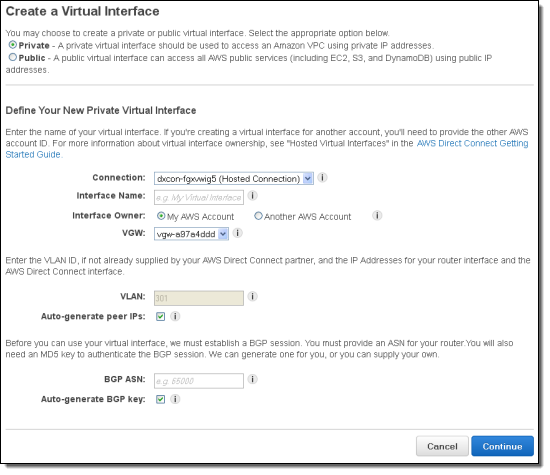 Create a Virtual Interface
You may choose to create a private or public virtual interface. Select the appropriate option below.
Private - A private virtual interface should be used to access an Amazon VPC using private IP addresses.
Public - A public virtual interface can access all AWS public services (including EC2, S3, and DynamoDB) using public IP
addresses.
Define Your New Private Virtual Interface
Enter the name of your virtual interface. If you're creating a virtual interface for another account, you'll need to provide the other AWS
account ID. For more information about virtual interface ownership, see "Hosted Virtual Interfaces" in the AWS Direct Connect Getting
Started Guide.
Connection: dxcon-fgxvwig5 (Hosted Connection) i
Interface Name: e.g. My Virtual Interface i
Interface Owner: My AWS Account Another AWS Account i
VGW: vgw-a97a4ddd i
Enter the VLAN ID, if not already supplied by your AWS Direct Connect partner, and the IP Addresses for your router interface and the
AWS Direct Connect interface.
VLAN: 301 i
Auto-generate peer IPs: i
Before you can use your virtual interface, we must establish a BGP session. You must provide an ASN for your router.You will also
need an MD5 key to authenticate the BGP session. We can generate one for you, or you can supply your own.
BGP ASN: e.g. 65000 i
Auto-generate BGP key: i
Cancel Continue